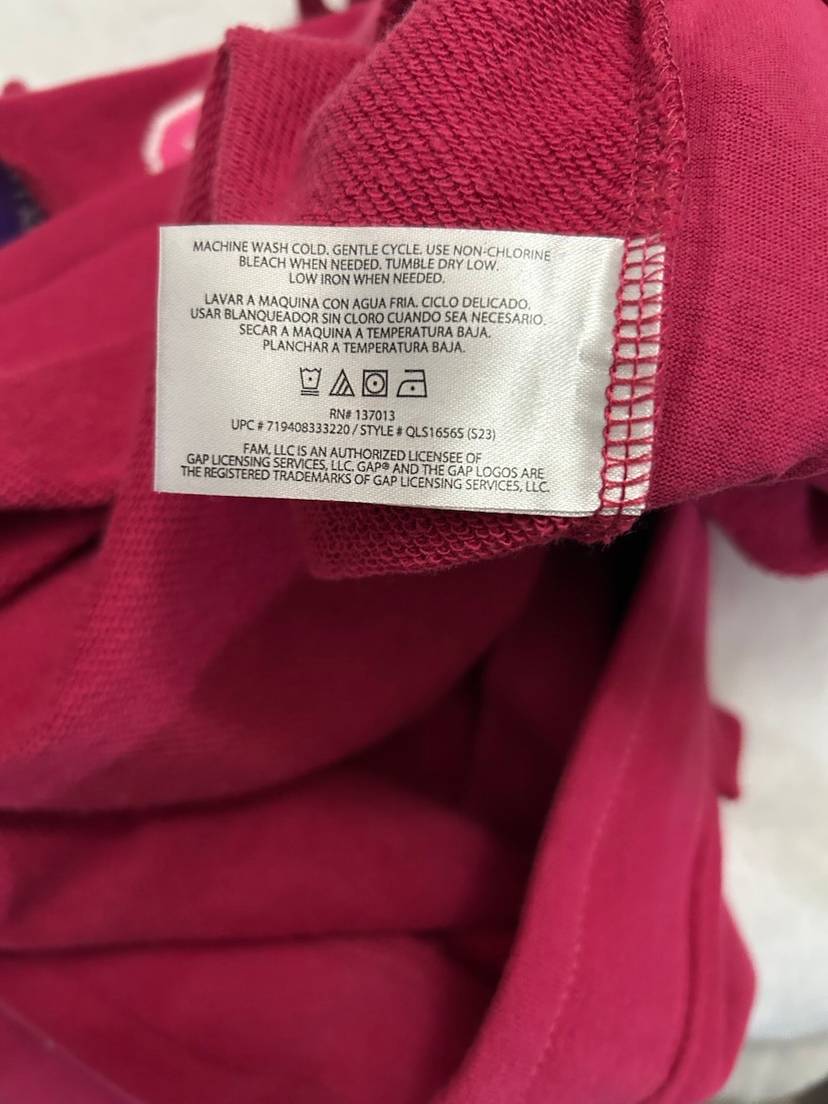 MACHINE WASH COLD. GENTLE CYCLE. USE NON-CHLORINE
BLEACH WHEN NEEDED. TUMBLE DRY LOW.
LOW IRON WHEN NEEDED.
LAVAR A MAQUINA CON AGUA FRIA. CICLO DELICADO.
USAR BLANQUEADOR SIN CLORO CUANDO SEA NECESARIO.
SECAR A MAQUINA A TEMPERATURA BAJA.
PLANCHAR A TEMPERATURA BAJA.
RN# 137013
UPC # 719408333220 / STYLE # QLS16565 (S23)
FAM, LLC IS AN AUTHORIZED LICENSEE OF
GAP LICENSING SERVICES, LLC. GAP® AND THE GAP LOGOS ARE
THE REGISTERED TRADEMARKS OF GAP LICENSING SERVICES, LLC.